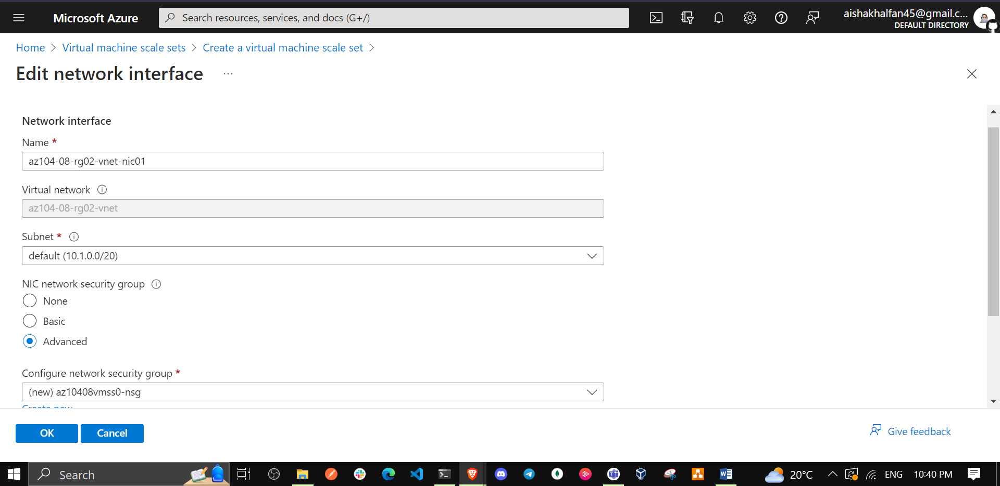 Microsoft Azure
Search resources, services, and docs (G+/)
aishakhalfan45@gmail.c...
DEFAULT DIRECTORY
Home > Virtual machine scale sets > Create a virtual machine scale set >
Edit network interface ...
Network interface
Name *
az104-08-rg02-vnet-nic01
Virtual network
az104-08-rg02-vnet
Subnet *
default (10.1.0.0/20)
NIC network security group
None
Basic
Advanced
Configure network security group *
(new) az10408vmss0-nsg
Create new
OK
Cancel
Give feedback
Search
20°C
ENG
10:40 PM